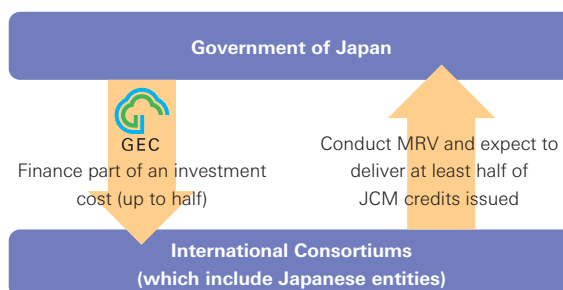 Government of Japan
GEC
Finance part of an investment
cost (up to half)
Conduct MRV and expect to
deliver at least half of
JCM credits issued
International Consortiums
(which include Japanese entities)